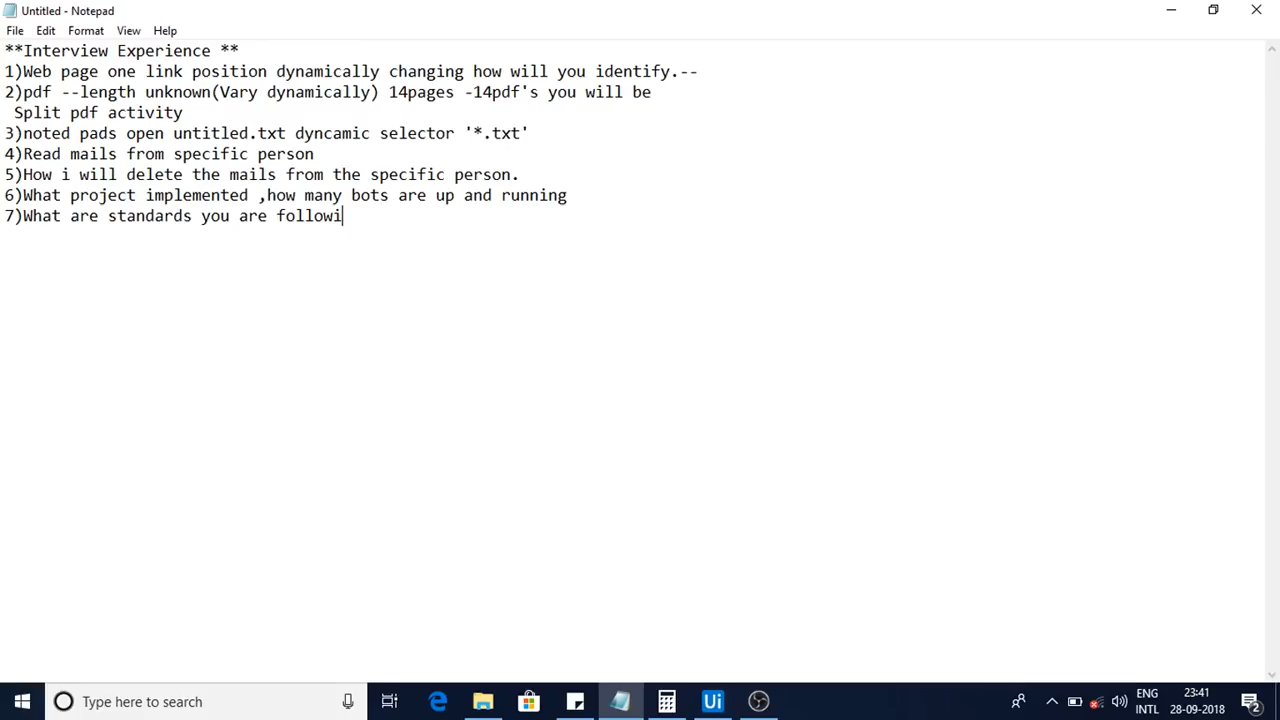 Untitled - Notepad
File Edit Format View Help
**Interview Experience **
1)Web page one link position dynamically changing how will you identify.--
2)pdf --length unknown(Vary dynamically) 14pages -14pdf's you will be
Split pdf activity
3)noted pads open untitled.txt dyncamic selector '*.txt'
4)Read mails from specific person
5)How i will delete the mails from the specific person.
6)What project implemented ,how many bots are up and running
7)What are standards you are followi
Type here to search
Ui
ENG
INTL
23:41
28-09-2018
2